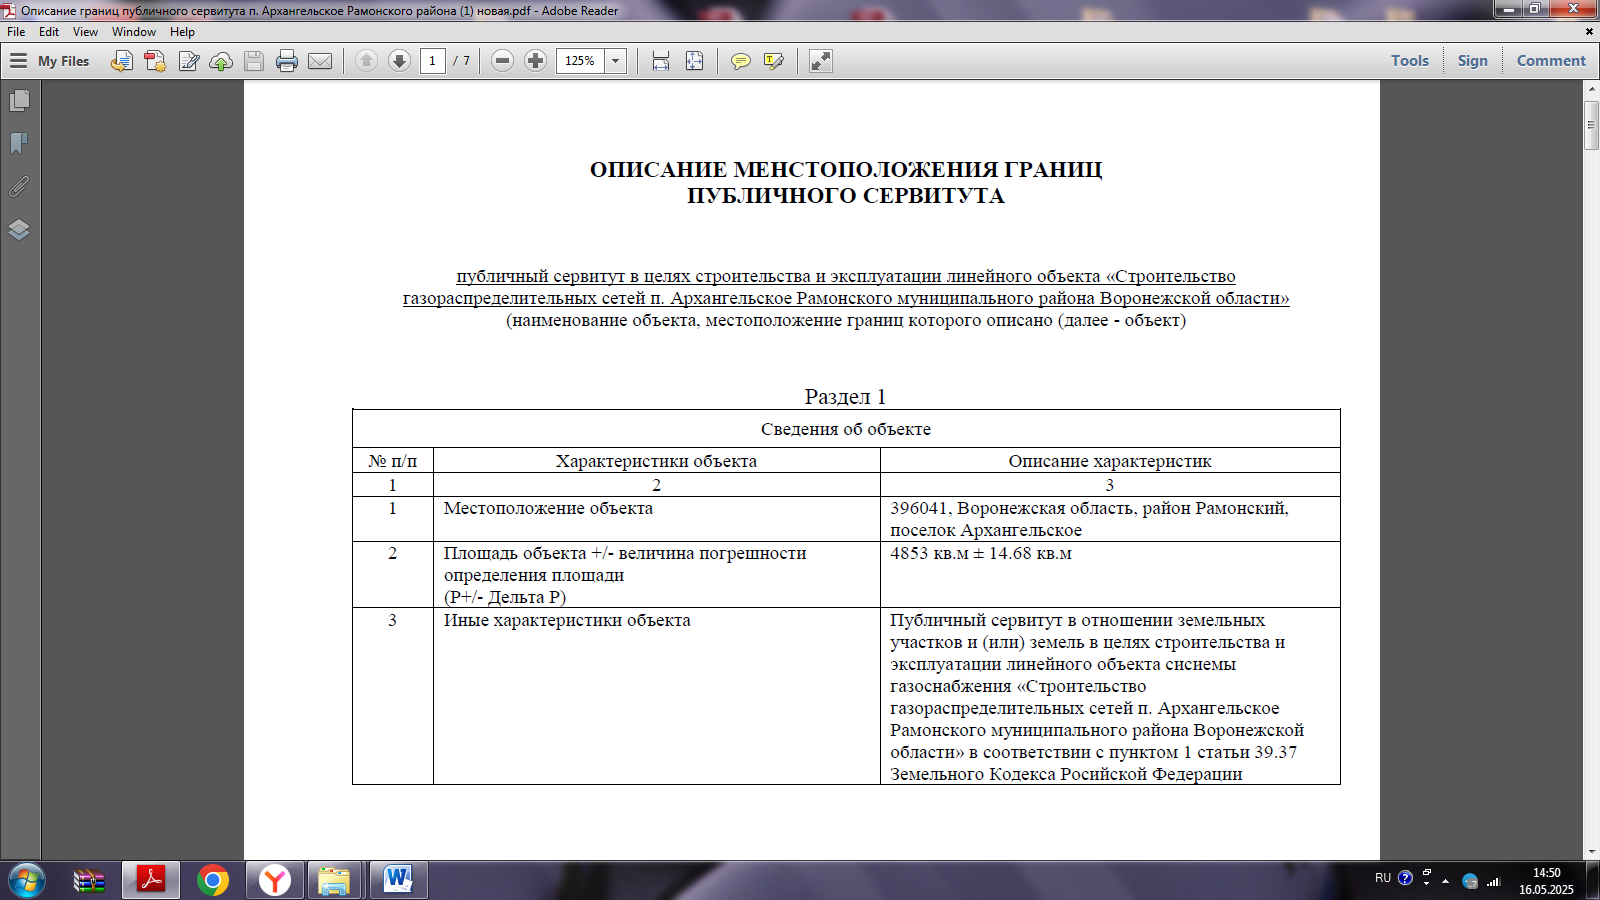 Описание границ публичного сервитута п. Архангельское Рамонского района (1) новая.pdf - Adobe Reader
File Edit View Window Help
My Files 1 / 7 125% Tools Sign Comment
ОПИСАНИЕ МЕНСТОПОЛОЖЕНИЯ ГРАНИЦ
ПУБЛИЧНОГО СЕРВИТУТА
публичный сервитут в целях строительства и эксплуатации линейного объекта «Строительство
газораспределительных сетей п. Архангельское Рамонского муниципального района Воронежской области»
(наименование объекта, местоположение границ которого описано (далее - объект)
Раздел 1
Сведения об объекте
№ п/п Характеристики объекта Описание характеристик
1 2 3
1 Местоположение объекта 396041, Воронежская область, район Рамонский,
поселок Архангельское
2 Площадь объекта +/- величина погрешности 4853 кв.м ± 14.68 кв.м
определения площади
(Р+/- Дельта Р)
3 Иные характеристики объекта Публичный сервитут в отношении земельных
участков и (или) земель в целях строительства и
эксплуатации линейного объекта сисиемы
газоснабжения «Строительство
газораспределительных сетей п. Архангельское
Рамонского муниципального района Воронежской
области» в соответствии с пунктом 1 статьи 39.37
Земельного Кодекса Росийской Федерации
RU 14:50
16.05.2025